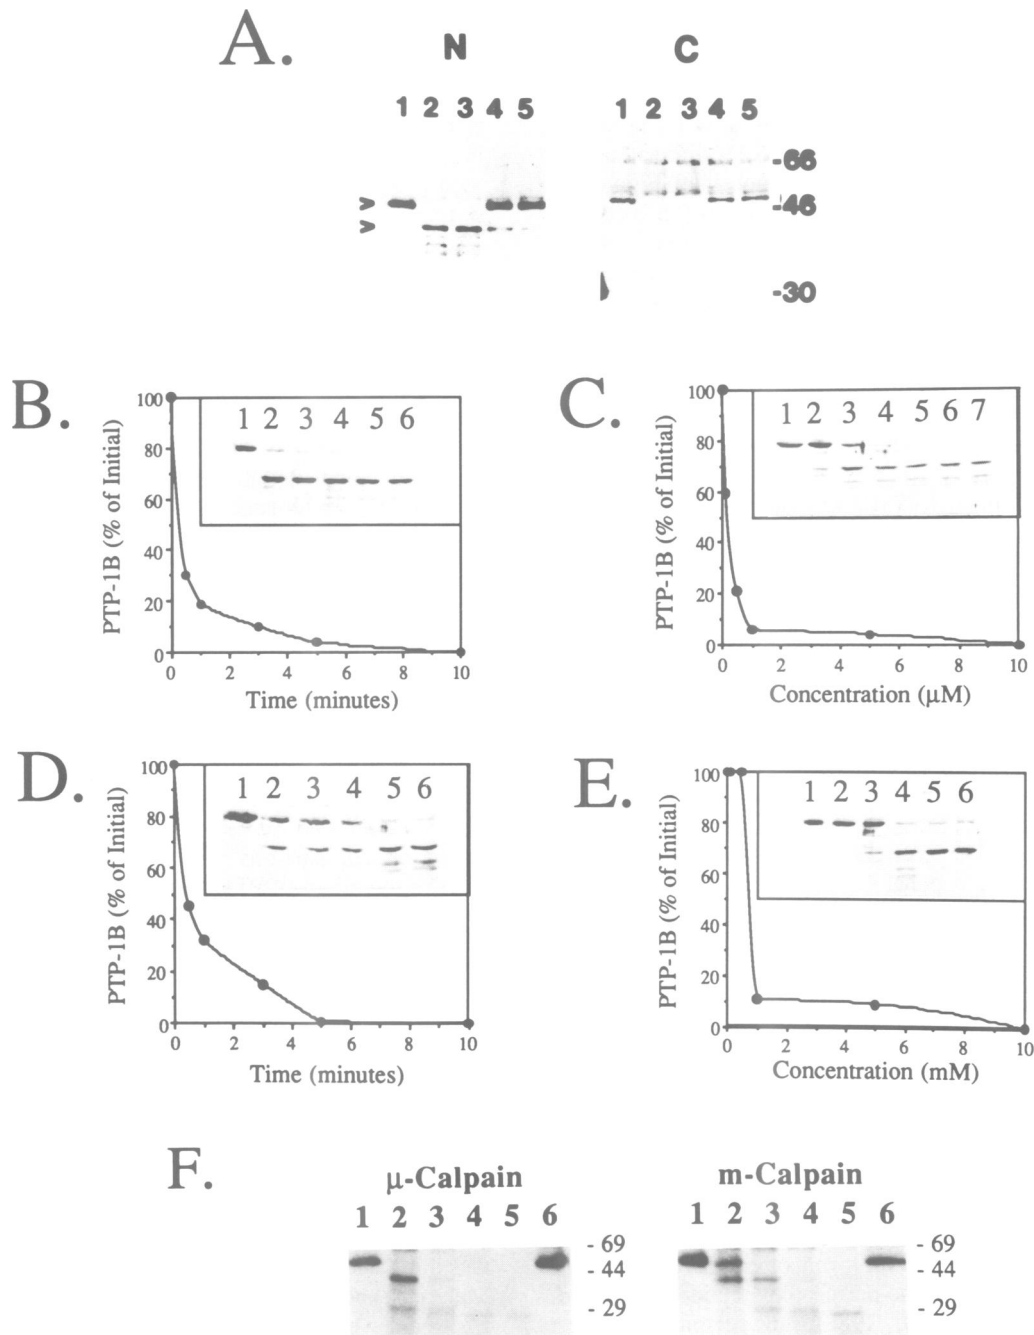 A.
N
C
1 2 3 4 5
1 2 3 4 5
-66
>
-46
>
-30
B.
PTP-1B (% of Initial)
100
80
60
40
20
0
1 2 3 4 5 6
0 2 4 6 8 10
Time (minutes)
C.
PTP-1B (% of Initial)
100
80
60
40
20
0
1 2 3 4 5 6 7
0 2 4 6 8 10
Concentration (μM)
D.
PTP-1B (% of Initial)
100
80
60
40
20
0
1 2 3 4 5 6
0 2 4 6 8 10
Time (minutes)
E.
PTP-1B (% of Initial)
100
80
60
40
20
0
1 2 3 4 5 6
0 2 4 6 8 10
Concentration (mM)
F.
μ-Calpain
1 2 3 4 5 6
- 69
- 44
- 29
m-Calpain
1 2 3 4 5 6
- 69
- 44
- 29